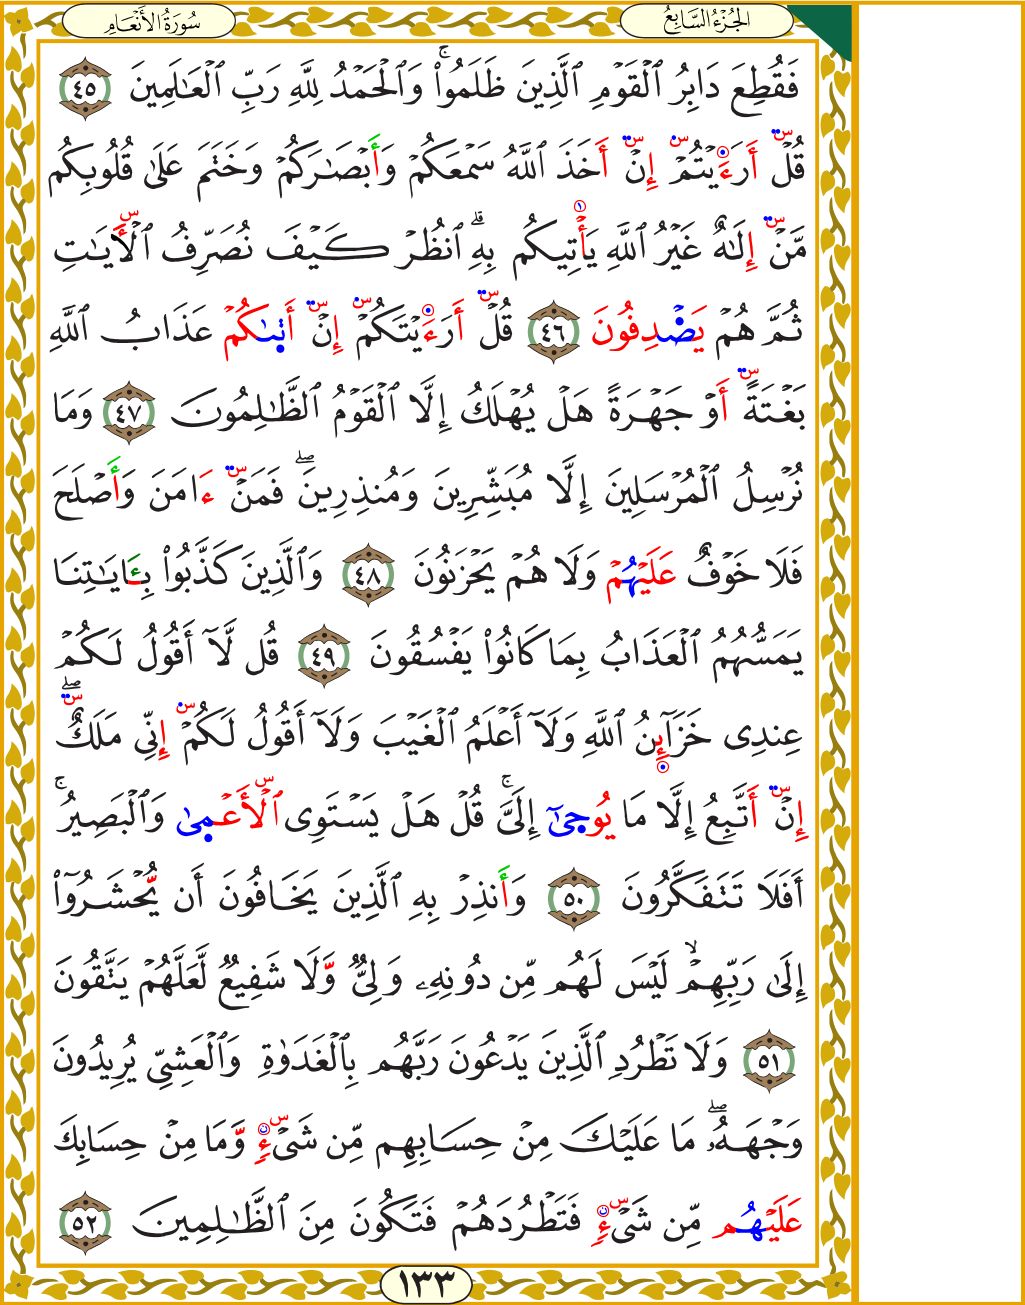 الجُزْءُ السَّابِعُ
سُورَةُ الأَنْعَامِ
فَقُطِعَ دَابِرُ ٱلْقَوْمِ ٱلَّذِينَ ظَلَمُوا۟ ۚ وَٱلْحَمْدُ لِلَّهِ رَبِّ ٱلْعَٰلَمِينَ ٤٥
قُلْ أَرَءَيْتُمْ إِنْ أَخَذَ ٱللَّهُ سَمْعَكُمْ وَأَبْصَٰرَكُمْ وَخَتَمَ عَلَىٰ قُلُوبِكُم
مَّنْ إِلَٰهٌ غَيْرُ ٱللَّهِ يَأْتِيكُم بِهِ ۗ ٱنظُرْ كَيْفَ نُصَرِّفُ ٱلْأَيَٰتِ
ثُمَّ هُمْ يَصْدِفُونَ ٤٦ قُلْ أَرَءَيْتَكُمْ إِنْ أَتىٰكُمْ عَذَابُ ٱللَّهِ
بَغْتَةً أَوْ جَهْرَةً هَلْ يُهْلَكُ إِلَّا ٱلْقَوْمُ ٱلظَّٰلِمُونَ ٤٧ وَمَا
نُرْسِلُ ٱلْمُرْسَلِينَ إِلَّا مُبَشِّرِينَ وَمُنذِرِينَ ۖ فَمَنْ ءَامَنَ وَأَصْلَحَ
فَلَا خَوْفٌ عَلَيْهُمْ وَلَا هُمْ يَحْزَنُونَ ٤٨ وَٱلَّذِينَ كَذَّبُوا۟ بِـَٔايَٰتِنَا
يَمَسُّهُمُ ٱلْعَذَابُ بِمَا كَانُوا۟ يَفْسُقُونَ ٤٩ قُل لَّآ أَقُولُ لَكُمْ
عِندِى خَزَآئِنُ ٱللَّهِ وَلَآ أَعْلَمُ ٱلْغَيْبَ وَلَآ أَقُولُ لَكُمْ إِنِّى مَلَكٌ ۖ
إِنْ أَتَّبِعُ إِلَّا مَا يُوحىٰٓ إِلَىَّ ۚ قُلْ هَلْ يَسْتَوِى ٱلْأَعْمىٰ وَٱلْبَصِيرُ ۚ
أَفَلَا تَتَفَكَّرُونَ ٥٠ وَأَنذِرْ بِهِ ٱلَّذِينَ يَخَافُونَ أَن يُّحْشَرُوٓا۟
إِلَىٰ رَبِّهِمْ ۙ لَيْسَ لَهُم مِّن دُونِهِۦ وَلِىٌّ وَّلَا شَفِيعٌ لَّعَلَّهُمْ يَتَّقُونَ
٥١ وَلَا تَطْرُدِ ٱلَّذِينَ يَدْعُونَ رَبَّهُم بِٱلْغَدَوٰةِ وَٱلْعَشِىِّ يُرِيدُونَ
وَجْهَهُۥ ۖ مَا عَلَيْكَ مِنْ حِسَابِهِم مِّن شَىْءٍ وَّمَا مِنْ حِسَابِكَ
عَلَيْهُم مِّن شَىْءٍ فَتَطْرُدَهُمْ فَتَكُونَ مِنَ ٱلظَّٰلِمِينَ ٥٢
١٣٣